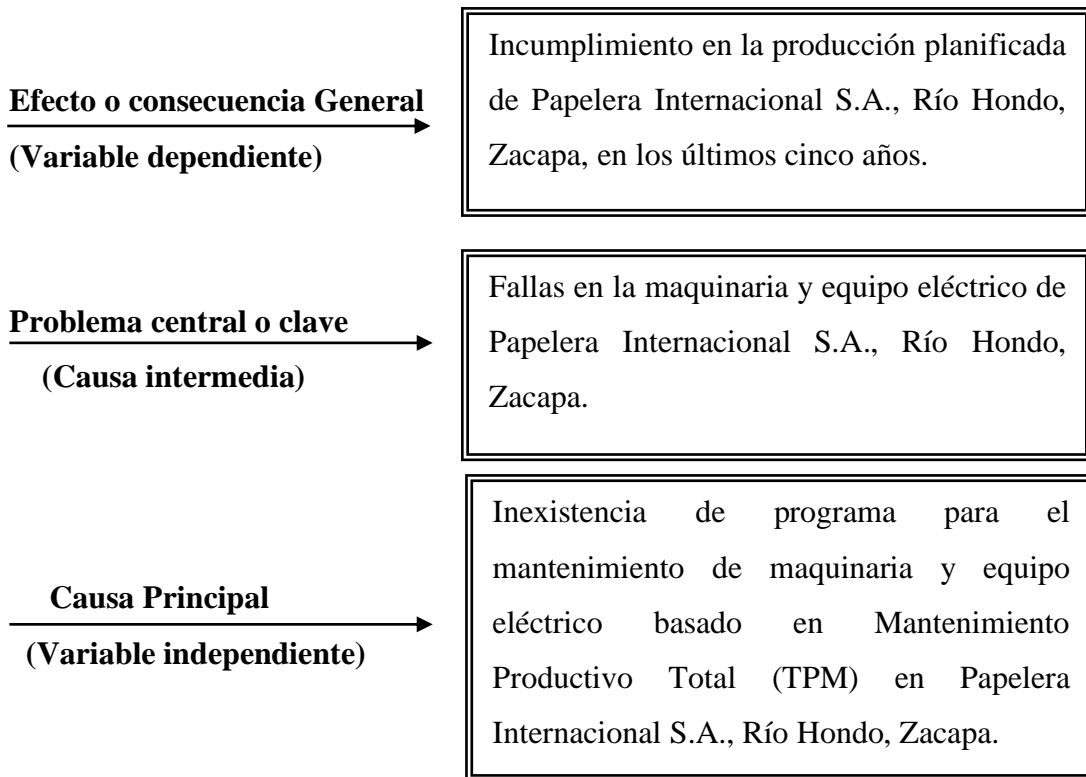 Efecto o consecuencia General
(Variable dependiente)
Incumplimiento en la producción planificada
de Papelera Internacional S.A., Río Hondo,
Zacapa, en los últimos cinco años.
Problema central o clave
(Causa intermedia)
Fallas en la maquinaria y equipo eléctrico de
Papelera Internacional S.A., Río Hondo,
Zacapa.
Causa Principal
(Variable independiente)
Inexistencia de programa para el
mantenimiento de maquinaria y equipo
eléctrico basado en Mantenimiento
Productivo Total (TPM) en Papelera
Internacional S.A., Río Hondo, Zacapa.